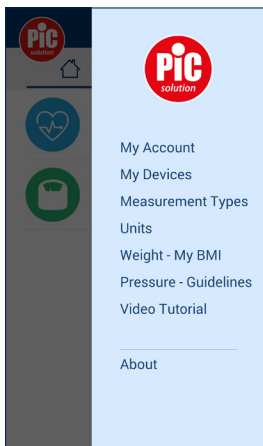 PiC
solution
PiC
solution
My Account
My Devices
Measurement Types
Units
Weight - My BMI
Pressure - Guidelines
Video Tutorial
About